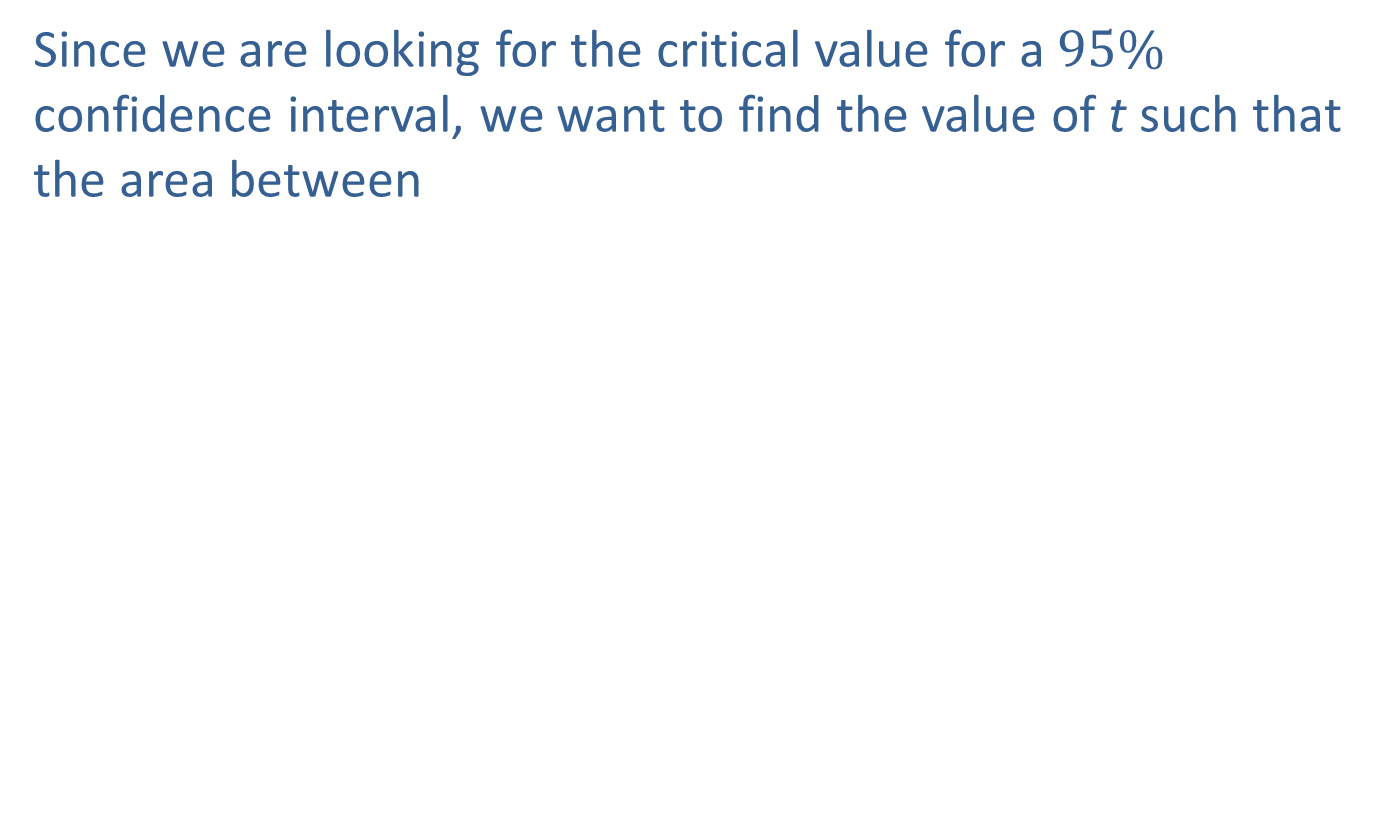 Since we are looking for the critical value for a 95%
confidence interval, we want to find the value of t such that
the area between